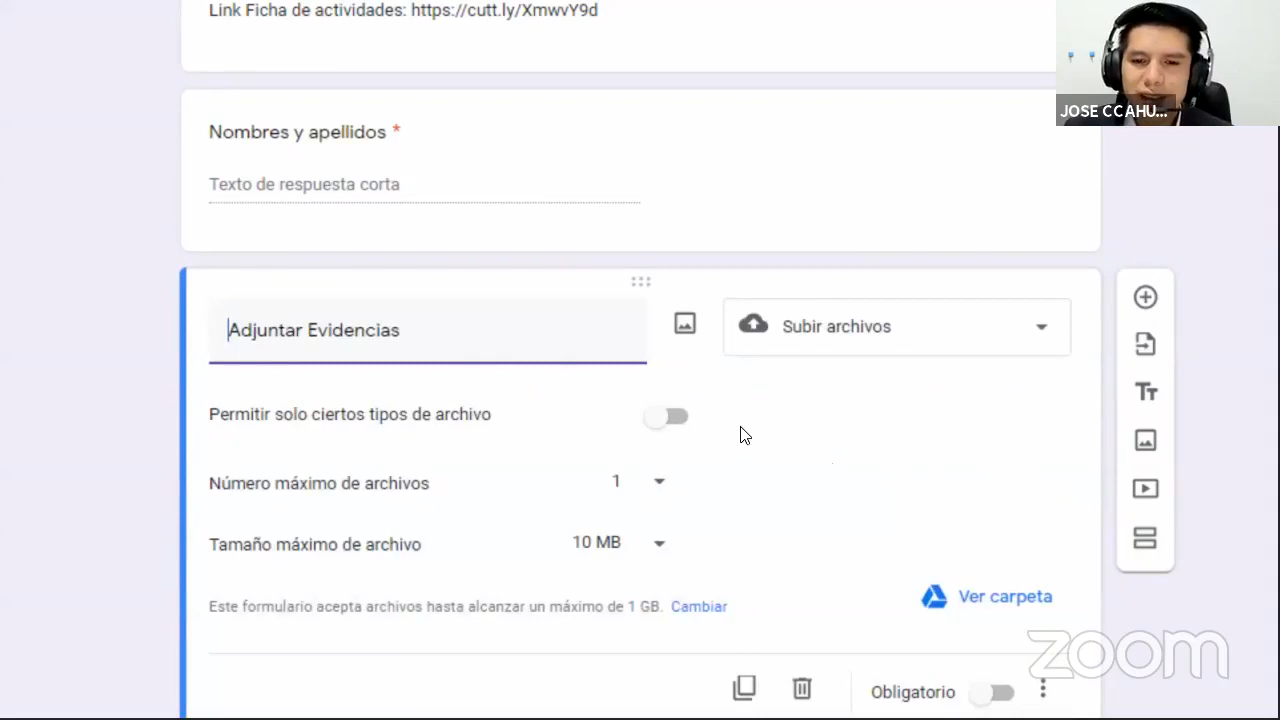 Link Ficha de actividades: https://cutt.ly/XmwvY9d
JOSE CCAHU...
Nombres y apellidos *
Texto de respuesta corta
Adjuntar Evidencias
Subir archivos
Permitir solo ciertos tipos de archivo
Número máximo de archivos
1
Tamaño máximo de archivo
10 MB
Este formulario acepta archivos hasta alcanzar un máximo de 1 GB. Cambiar
Ver carpeta
zoom
Obligatorio
Tт